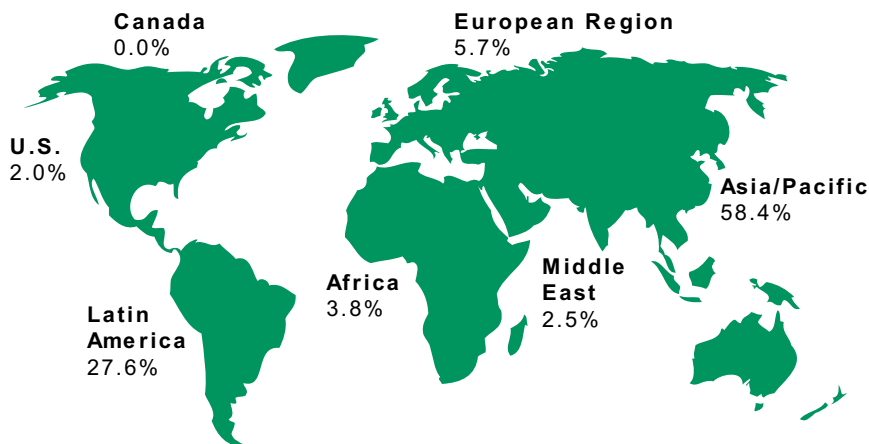 Canada
0.0%
European Region
5.7%
U.S.
2.0%
Asia/Pacific
58.4%
Africa
3.8%
Middle
East
2.5%
Latin
America
27.6%